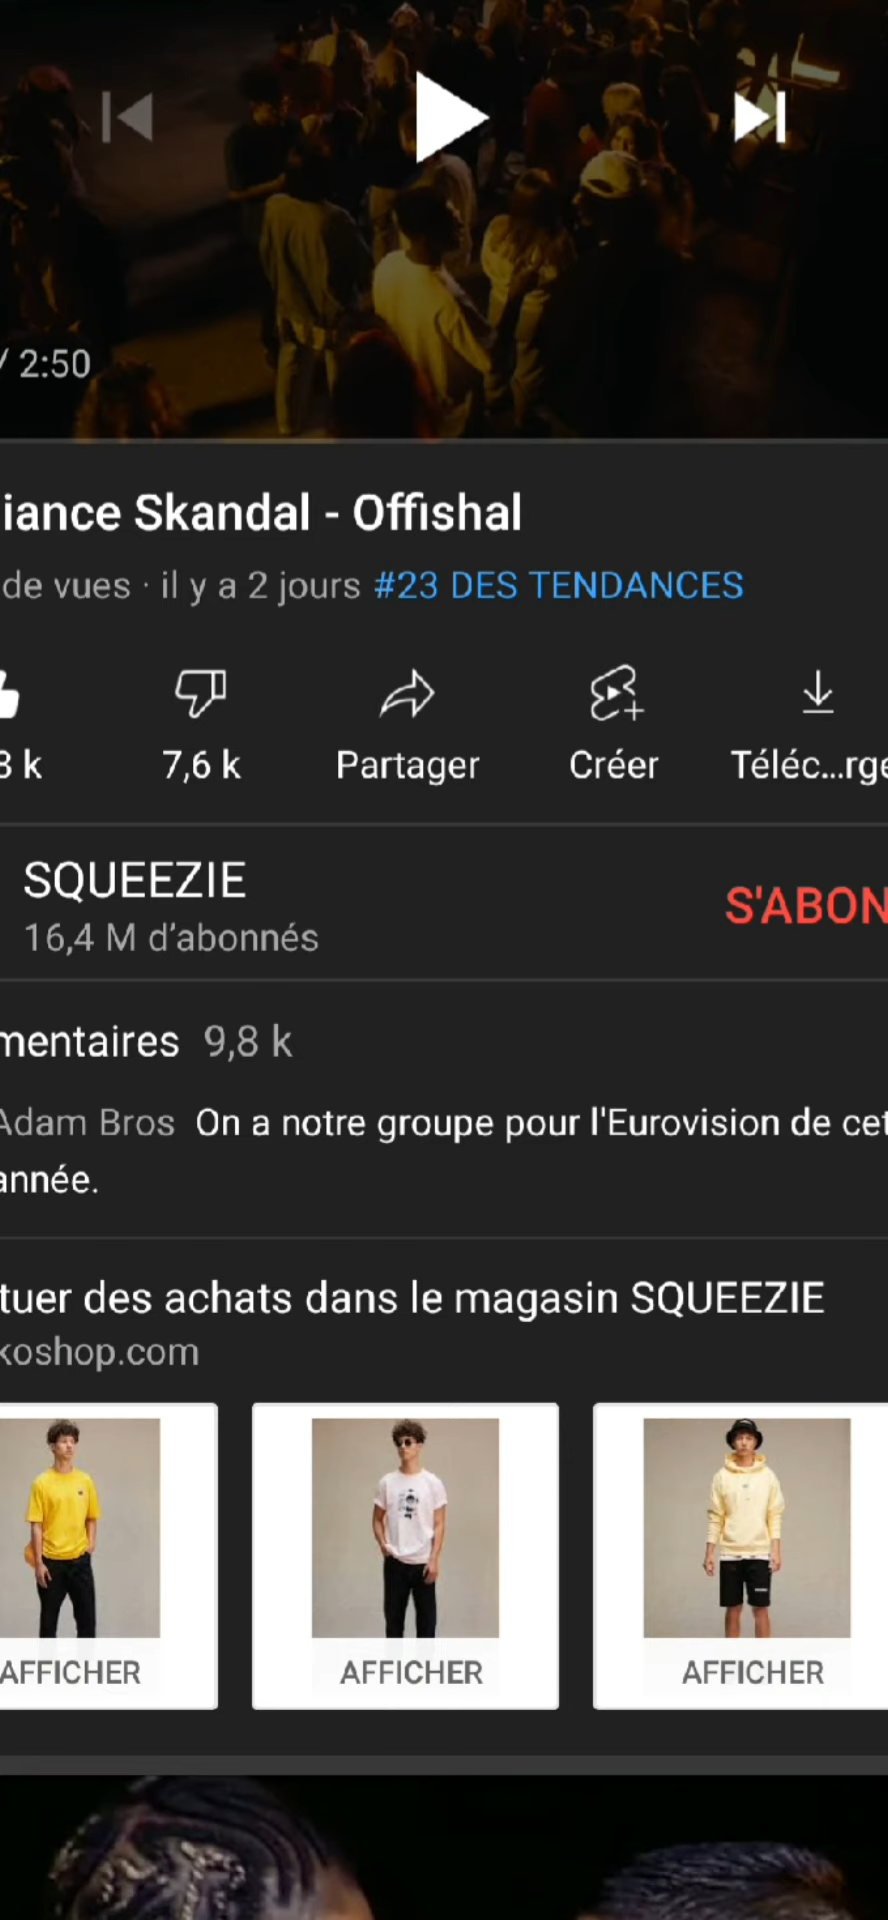 / 2:50
iance Skandal - Offishal
de vues · il y a 2 jours #23 DES TENDANCES
8 k
7,6 k
Partager
Créer
Téléc...rge
SQUEEZIE
S'ABON
16,4 M d'abonnés
mentaires 9,8 k
Adam Bros On a notre groupe pour l'Eurovision de cet
année.
tuer des achats dans le magasin SQUEEZIE
koshop.com
AFFICHER
AFFICHER
AFFICHER